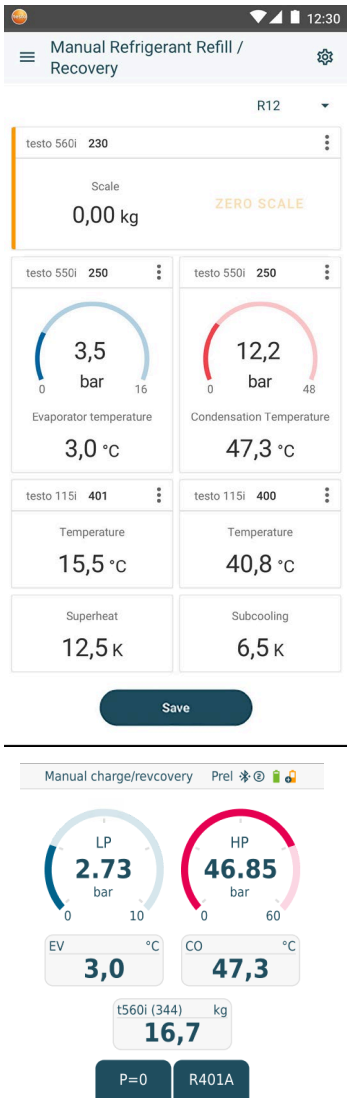 testo
12:30
Manual Refrigerant Refill /
Recovery
R12
testo 560i 230
Scale
0,00 kg
ZERO SCALE
testo 550i 250
3,5
bar
0 16
Evaporator temperature
3,0 °C
testo 550i 250
12,2
bar
0 48
Condensation Temperature
47,3 °C
testo 115i 401
Temperature
15,5 °C
testo 115i 400
Temperature
40,8 °C
Superheat
12,5 K
Subcooling
6,5 K
Save
Manual charge/revcovery Prel 2
LP
2.73
bar
0 10
HP
46.85
bar
0 60
EV °C
3,0
CO °C
47,3
t560i (344) kg
16,7
P=0
R401A